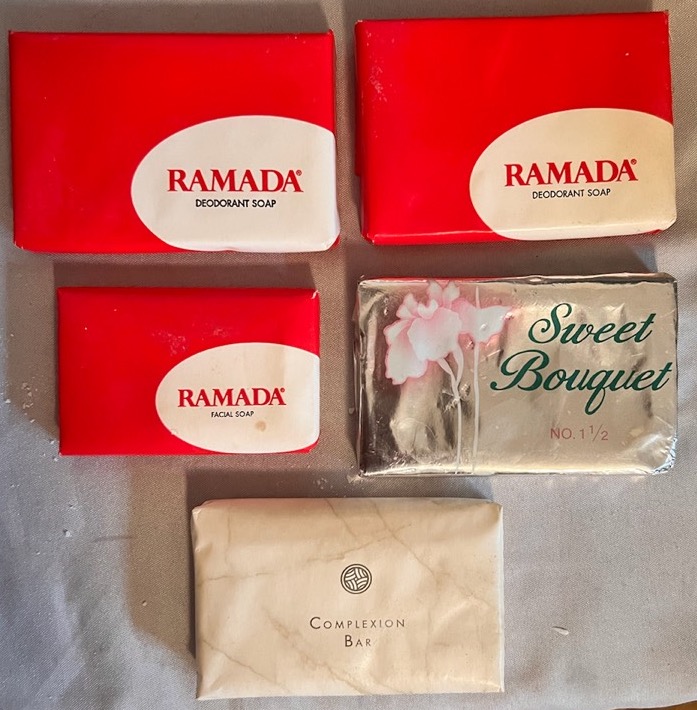 RAMADA®
DEODORANT SOAP
RAMADA®
DEODORANT SOAP
RAMADA®
FACIAL SOAP
Sweet
Bouquet
NO. 1 1/2
COMPLEXION
BAR